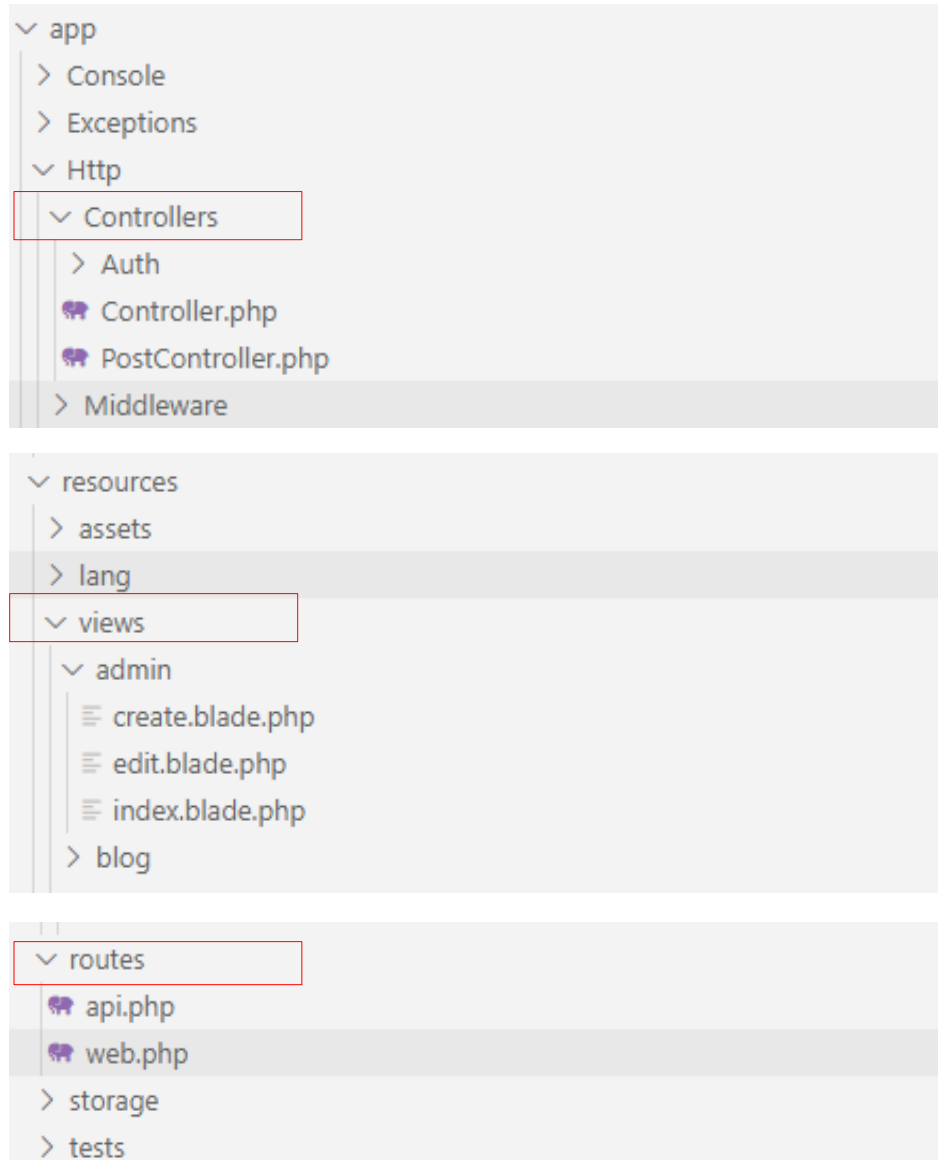 app
Console
Exceptions
Http
Controllers
Auth
Controller.php
PostController.php
Middleware
resources
assets
lang
views
admin
create.blade.php
edit.blade.php
index.blade.php
blog
routes
api.php
web.php
storage
tests